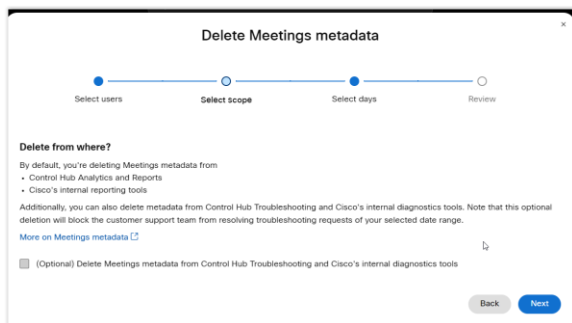 Delete Meetings metadata
Select users
Select scope
Select days
Review
Delete from where?
By default, you're deleting Meetings metadata from
• Control Hub Analytics and Reports
• Cisco's internal reporting tools
Additionally, you can also delete metadata from Control Hub Troubleshooting and Cisco's internal diagnostics tools. Note that this optional
deletion will block the customer support team from resolving troubleshooting requests of your selected date range.
More on Meetings metadata
(Optional) Delete Meetings metadata from Control Hub Troubleshooting and Cisco's internal diagnostics tools
Back
Next